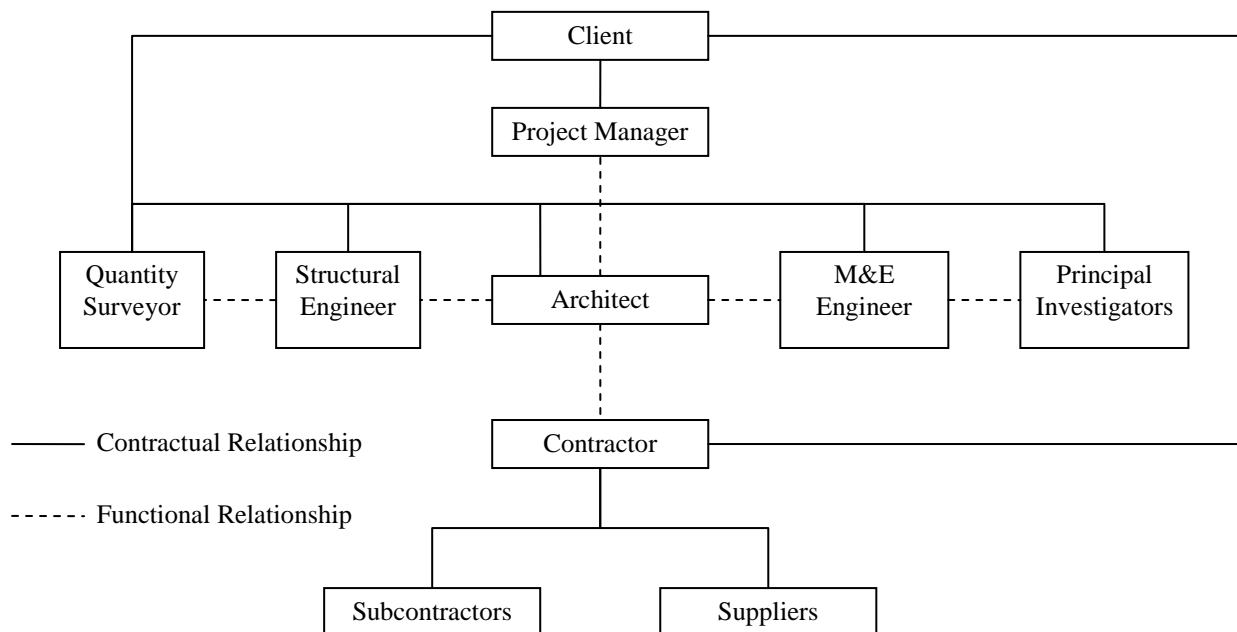 Client
Project Manager
Quantity
Surveyor
Structural
Engineer
Architect
M&E
Engineer
Principal
Investigators
Contractual Relationship
Contractor
Functional Relationship
Subcontractors
Suppliers